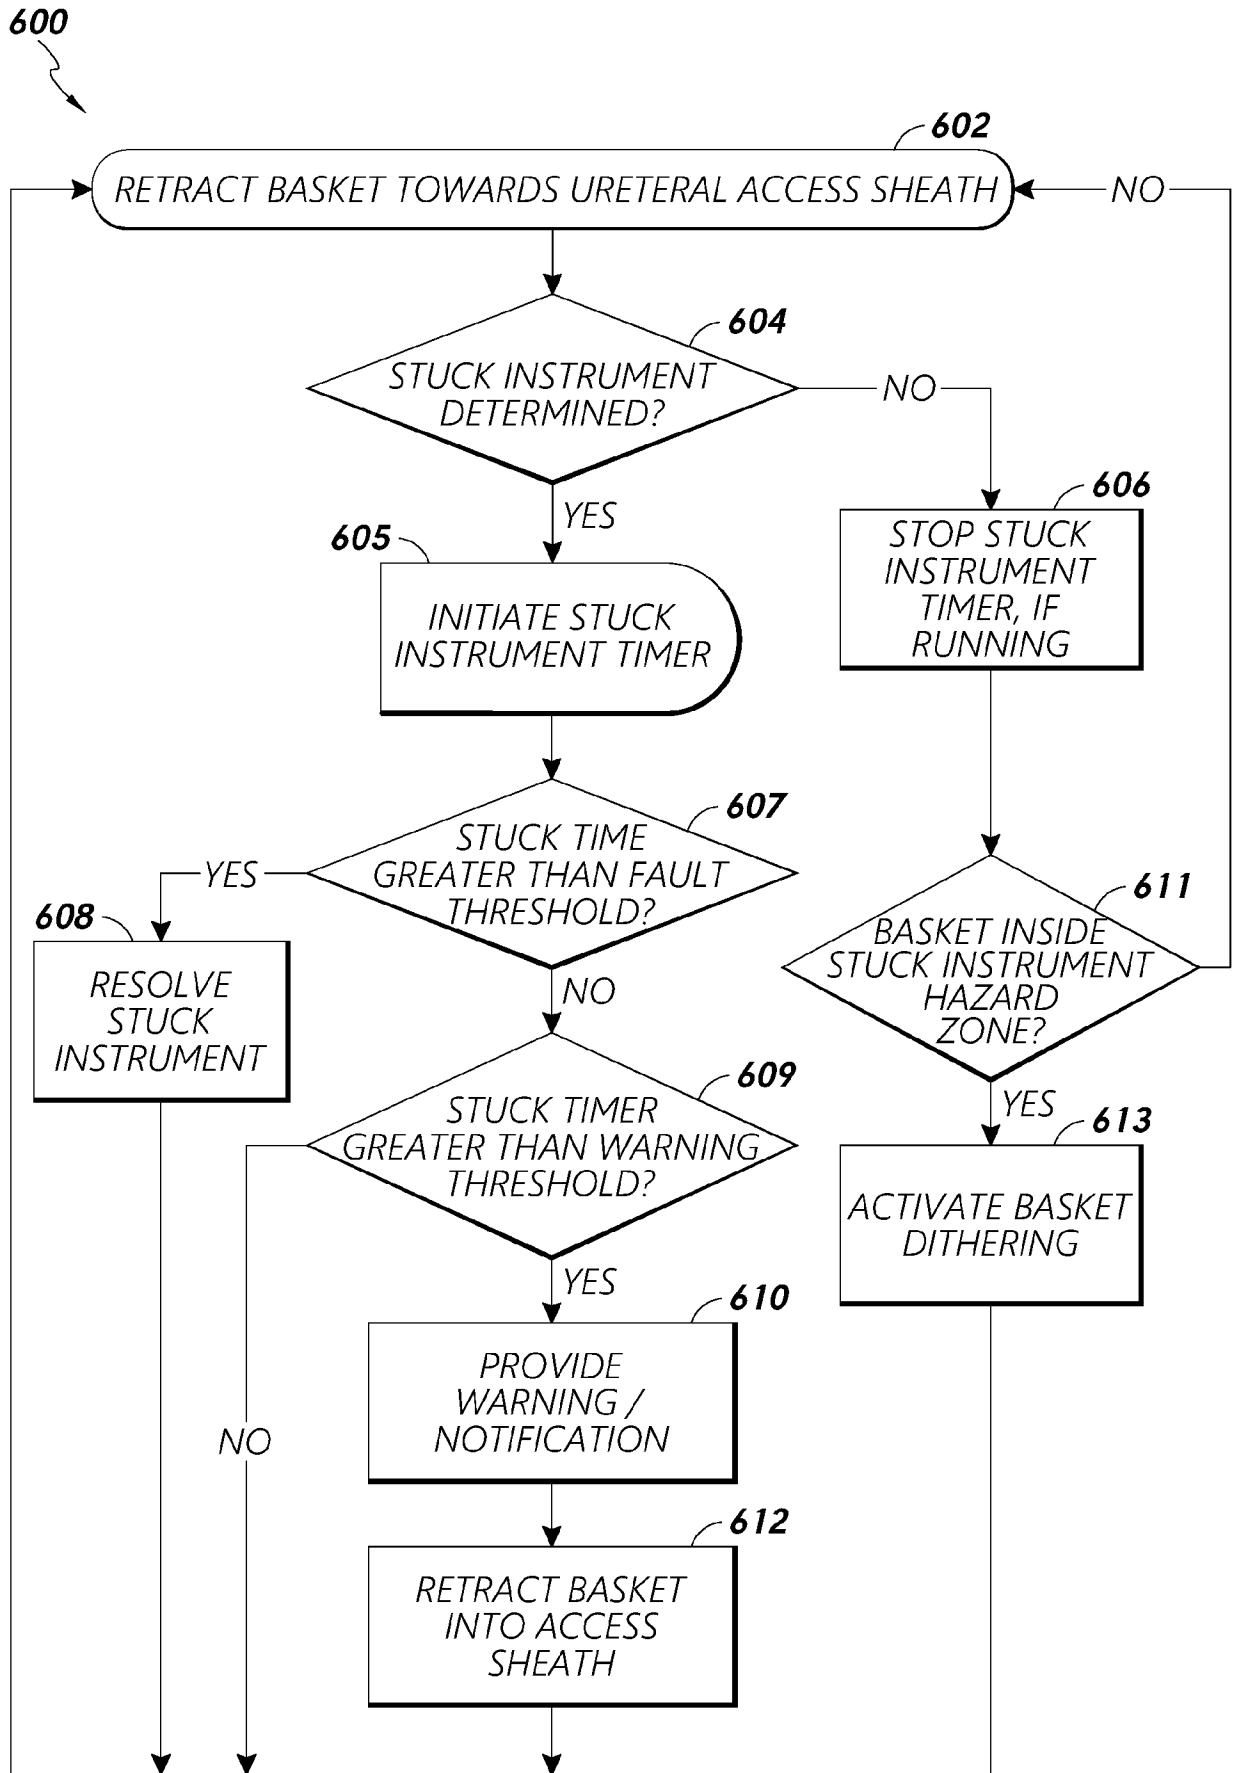 600
602
RETRACT BASKET TOWARDS URETERAL ACCESS SHEATH
NO
604
STUCK INSTRUMENT
DETERMINED?
NO
YES
606
STOP STUCK
INSTRUMENT
TIMER, IF
RUNNING
605
INITIATE STUCK
INSTRUMENT TIMER
607
STUCK TIME
GREATER THAN FAULT
THRESHOLD?
YES
NO
608
RESOLVE
STUCK
INSTRUMENT
611
BASKET INSIDE
STUCK INSTRUMENT
HAZARD
ZONE?
YES
609
STUCK TIMER
GREATER THAN WARNING
THRESHOLD?
YES
NO
613
ACTIVATE BASKET
DITHERING
610
PROVIDE
WARNING /
NOTIFICATION
612
RETRACT BASKET
INTO ACCESS
SHEATH